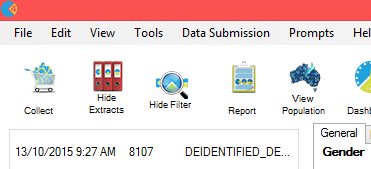 File Edit View Tools Data Submission Prompts Hel
Collect Hide Extracts Hide Filter Report View Population Dashb
13/10/2015 9:27 AM 8107 DEIDENTIFIED_DE...
General
Gender